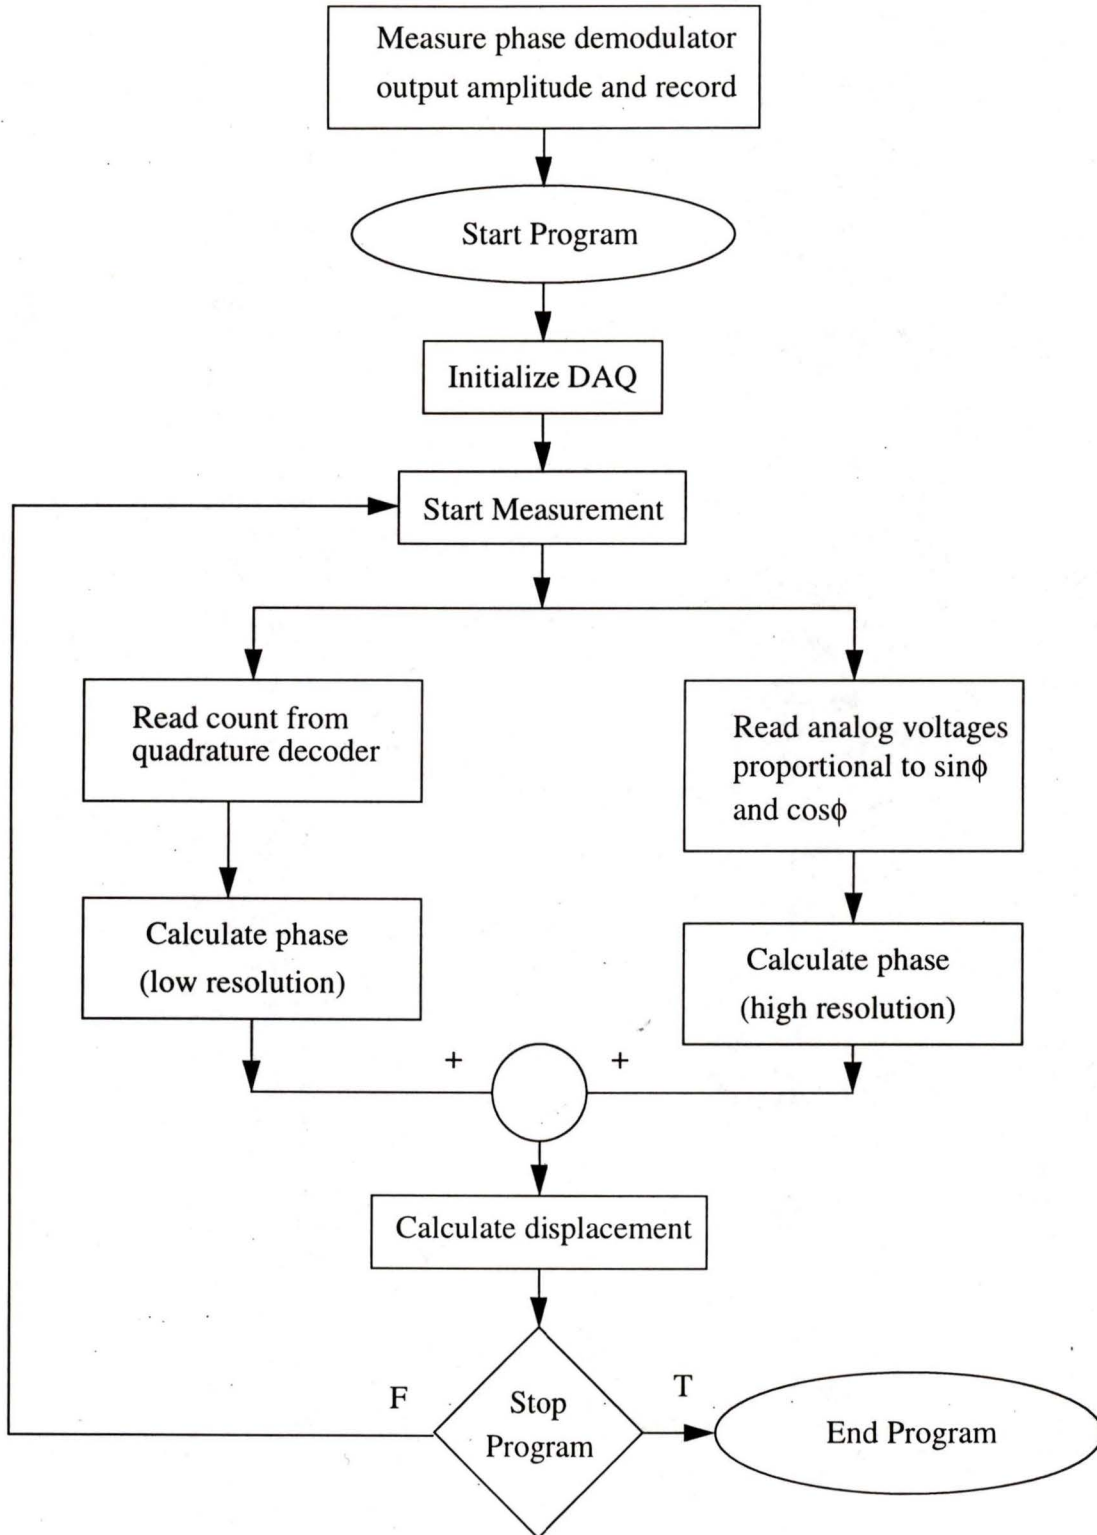 Measure phase demodulator
output amplitude and record
Start Program
Initialize DAQ
Start Measurement
Read count from
quadrature decoder
Read analog voltages
proportional to sinϕ
and cosϕ
Calculate phase
(low resolution)
Calculate phase
(high resolution)
+
+
Calculate displacement
F
Stop
Program
T
End Program